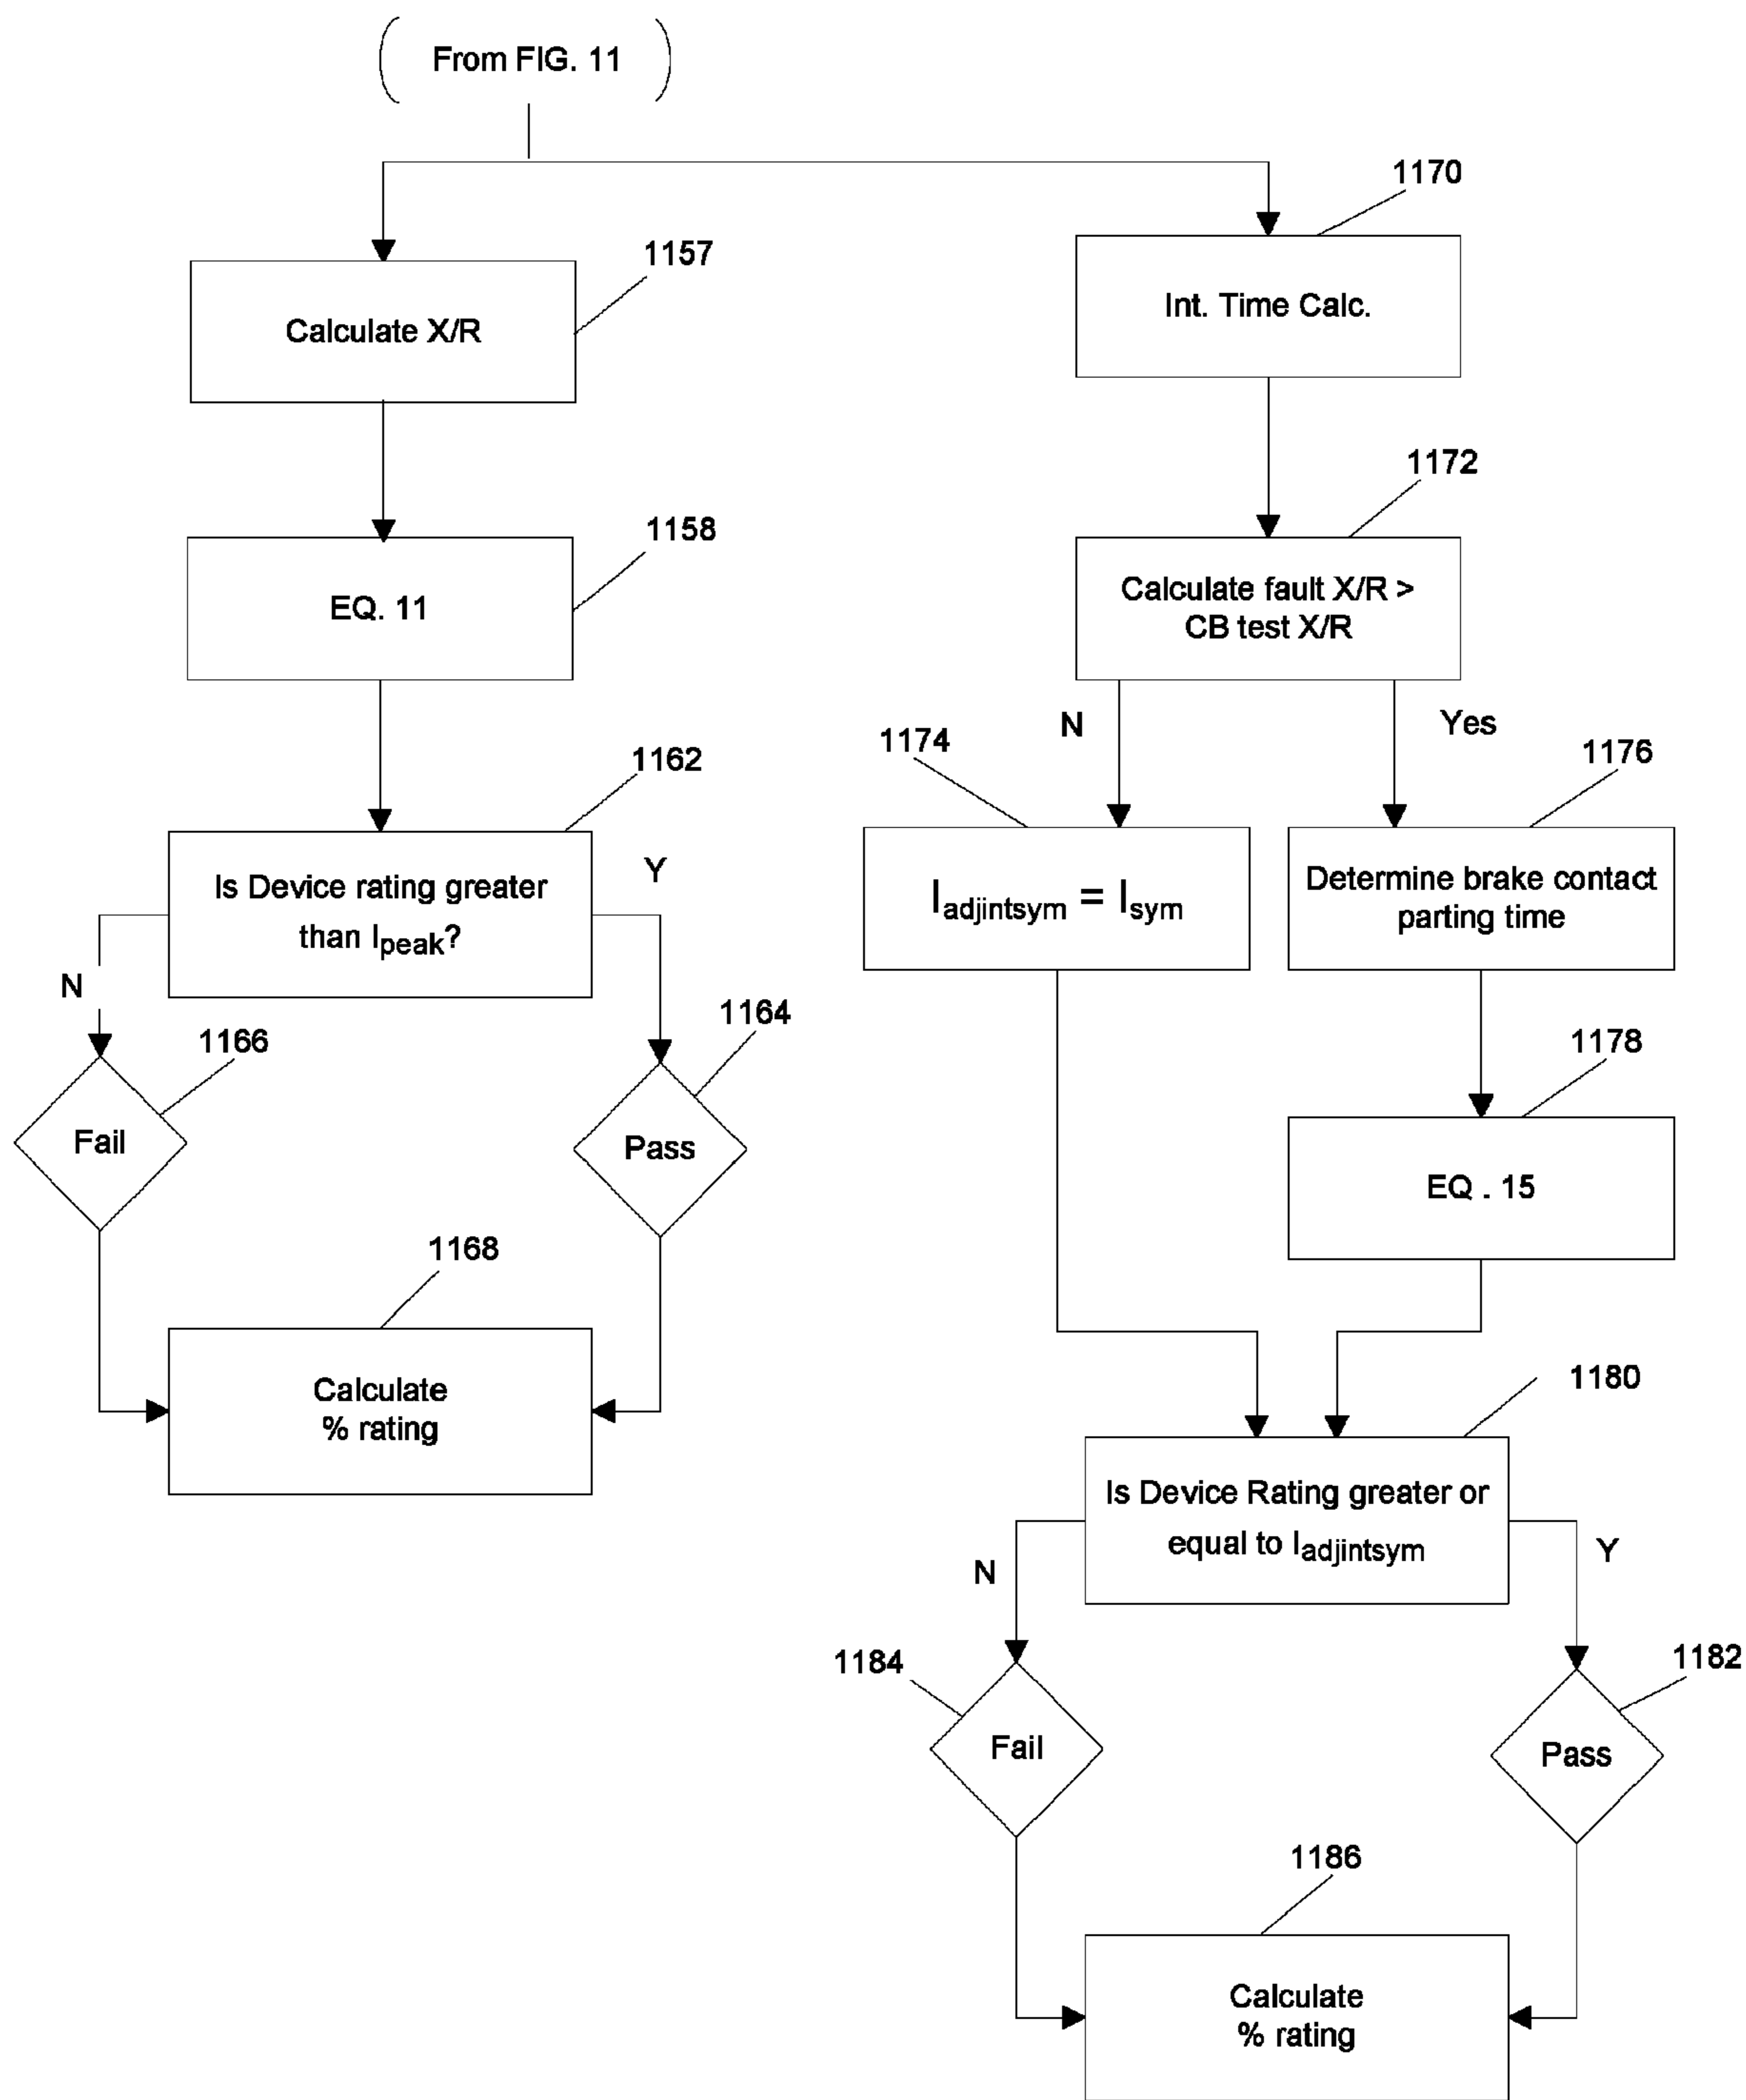 From FIG. 11
1157
Calculate X/R
1158
EQ. 11
1162
Is Device rating greater
than Ipeak?
N
Y
1166
Fail
1164
Pass
1168
Calculate
% rating
1170
Int. Time Calc.
1172
Calculate fault X/R >
CB test X/R
N
Yes
1174
Iadjintsym = Isym
1176
Determine brake contact
parting time
1178
EQ . 15
1180
Is Device Rating greater or
equal to Iadjintsym
N
Y
1184
Fail
1182
Pass
1186
Calculate
% rating